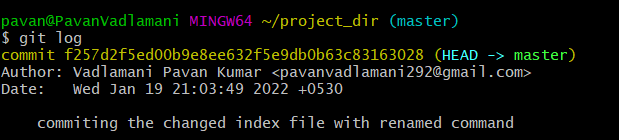 pavan@PavanVadlamani MINGW64 ~/project_dir (master)
$ git log
commit f257d2f5ed00b9e8ee632f5e9db0b63c83163028 (HEAD -> master)
Author: Vadlamani Pavan Kumar <pavanvadlamani292@gmail.com>
Date:   Wed Jan 19 21:03:49 2022 +0530
    commiting the changed index file with renamed command